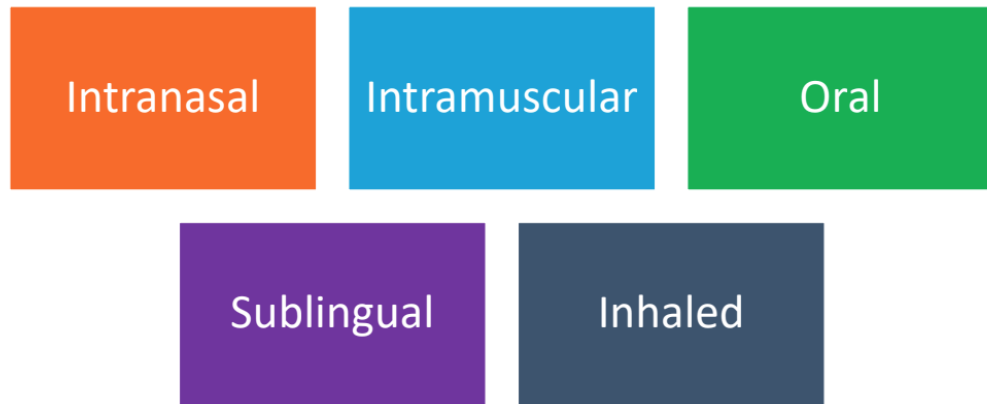 Intranasal
Intramuscular
Oral
Sublingual
Inhaled